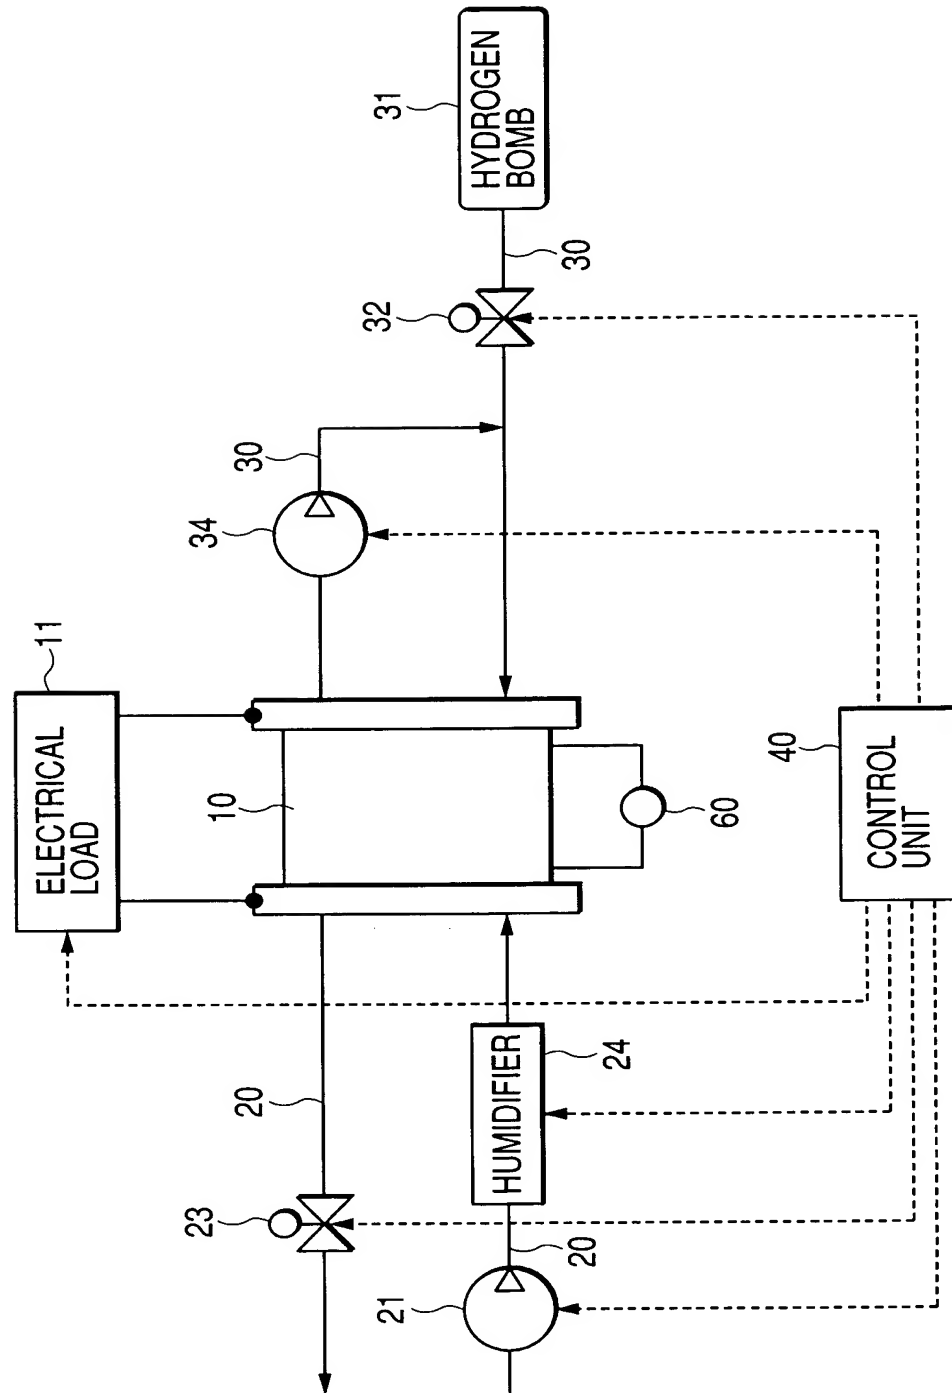 ELECTRICAL
LOAD
11
34
30
32
31
HYDROGEN
BOMB
30
10
20
23
60
HUMIDIFIER
24
20
21
40
CONTROL
UNIT